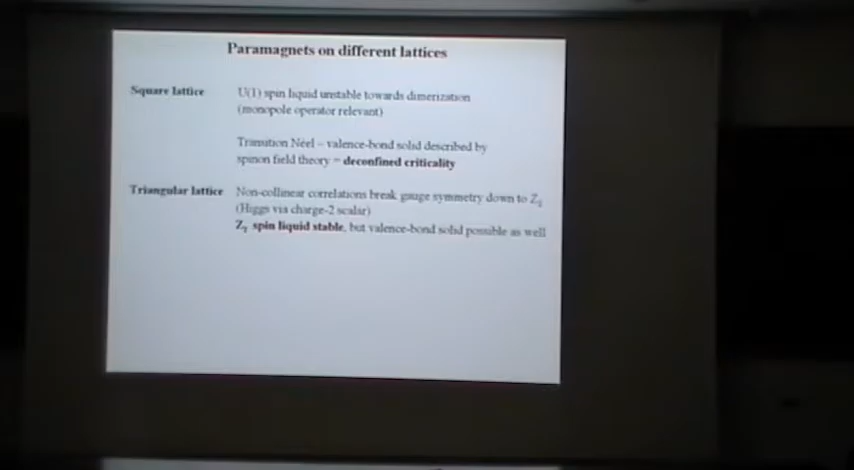 Paramagnets on different lattices
Square lattice U(1) spin liquid unstable towards dimerization
(monopole operator relevant)
Transition Néel – valence-bond solid described by
spinon field theory = deconfined criticality
Triangular lattice Non-collinear correlations break gauge symmetry down to Z₂
(Higgs via charge-2 scalar)
Z₂ spin liquid stable, but valence-bond solid possible as well